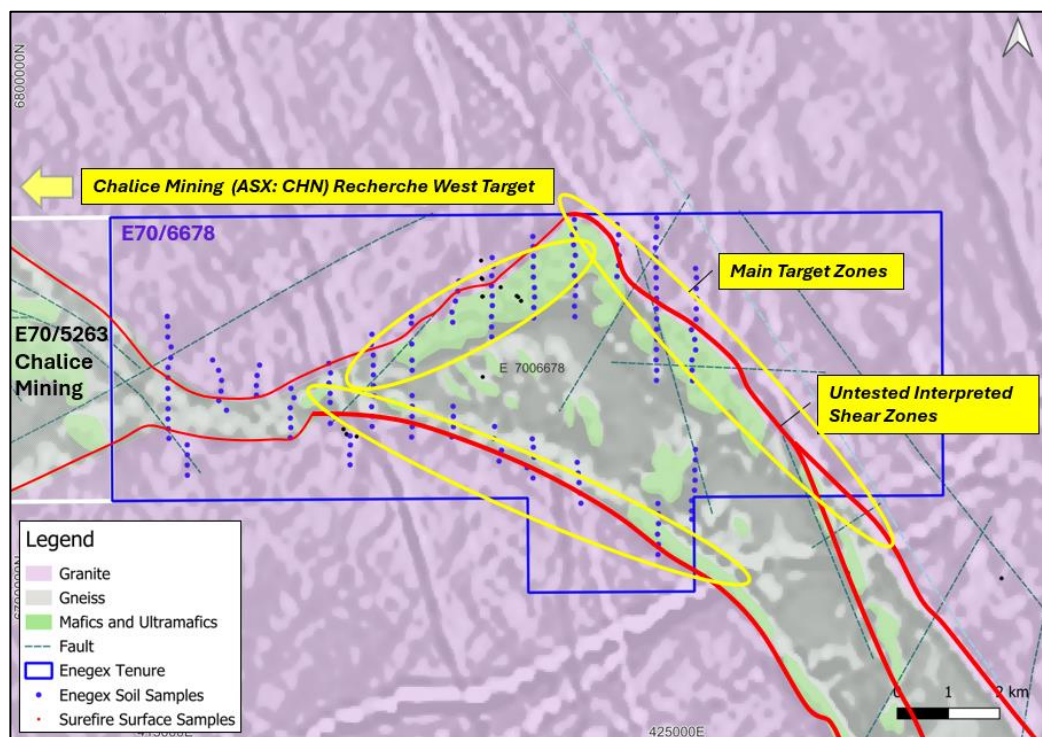 6800000N
Chalice Mining (ASX: CHN) Recherche West Target
E70/6678
Main Target Zones
E70/5263
Chalice
Mining
E 7006678
Untested Interpreted
Shear Zones
Legend
Granite
Gneiss
Mafics and Ultramafics
Fault
Enegex Tenure
Enegex Soil Samples
Surefire Surface Samples
0 1 2 km
425000E